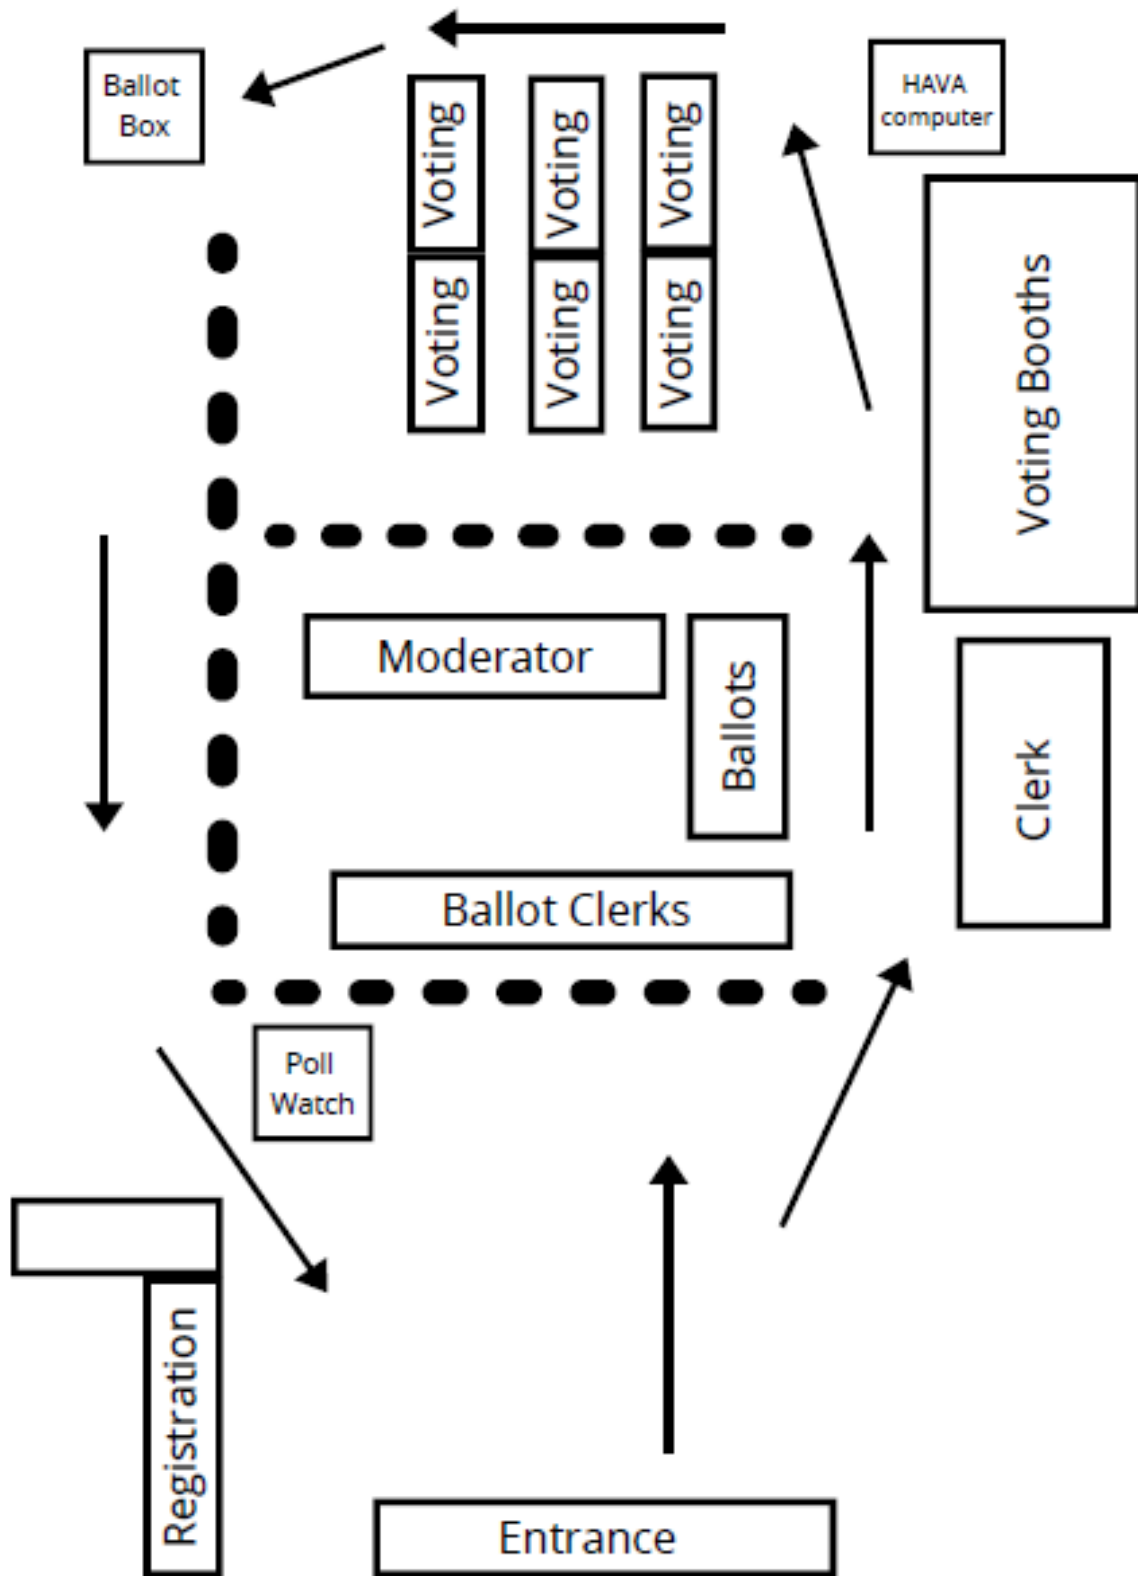 Ballot
Box
HAVA
computer
Voting
Voting
Voting
Voting
Voting
Voting
Voting Booths
Moderator
Ballots
Clerk
Ballot Clerks
Poll
Watch
Registration
Entrance